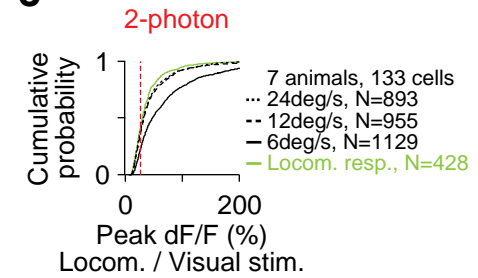 2-photon
Cumulative
probability
1
0
0
200
Peak dF/F (%)
Locom. / Visual stim.
7 animals, 133 cells
24deg/s, N=893
12deg/s, N=955
6deg/s, N=1129
Locom. resp., N=428